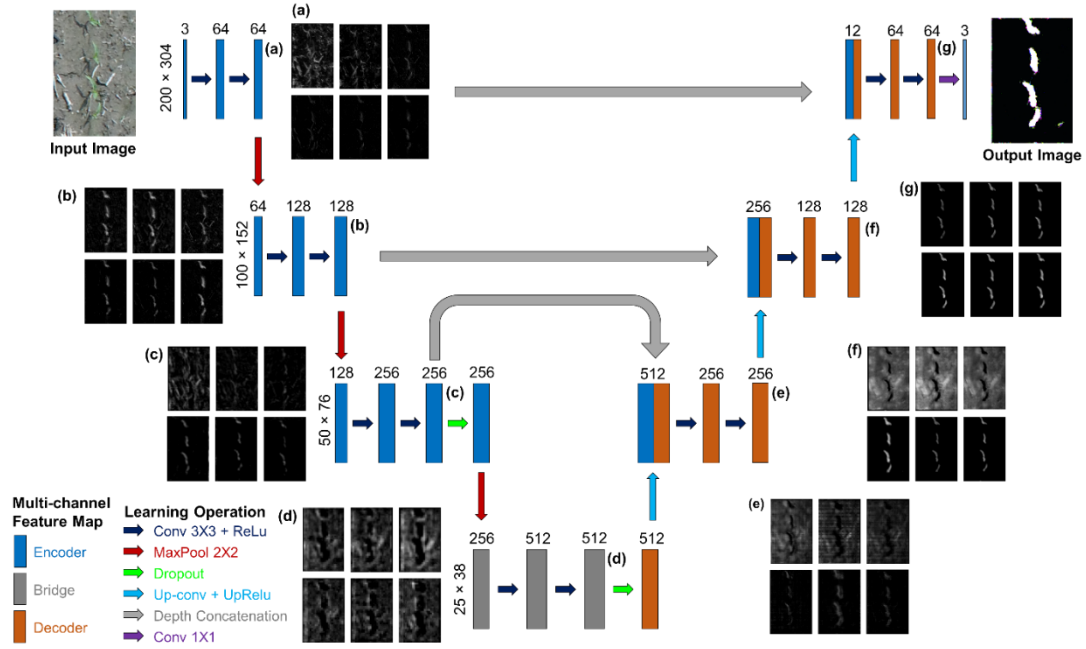 (a)
3 64 64
(a)
200 × 304
Input Image
12 64 64 3
(g)
Output Image
(b)
64 128 128
(b)
100 × 152
256 128 128
(f)
(g)
(c)
128 256 256 256
(c)
50 × 76
512 256 256
(e)
(f)
Multi-channel
Feature Map
Encoder
Bridge
Decoder
Learning Operation
Conv 3X3 + ReLu
MaxPool 2X2
Dropout
Up-conv + UpRelu
Depth Concatenation
Conv 1X1
(d)
256 512 512 512
(d)
25 × 38
(e)